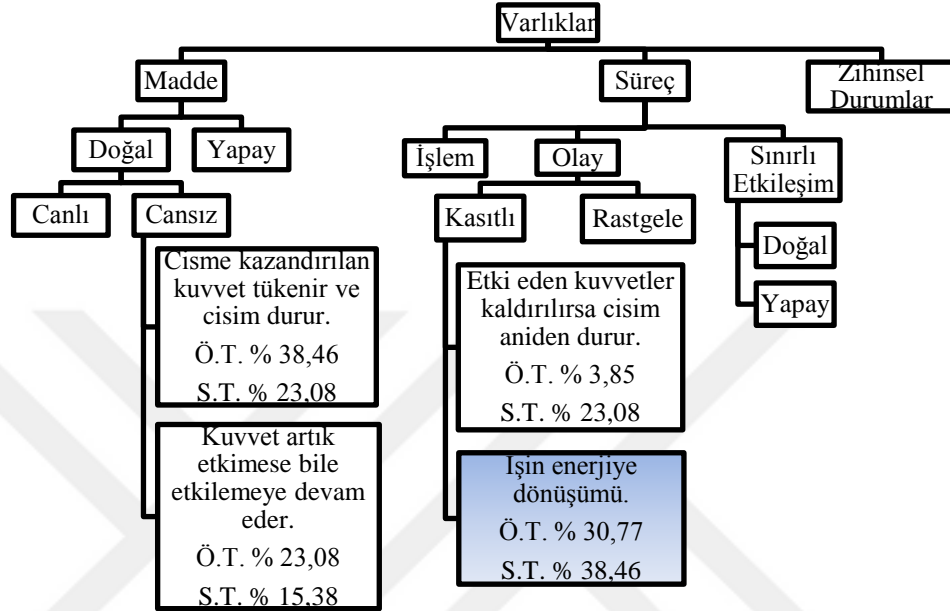 Varlıklar
Madde
Süreç
Zihinsel
Durumlar
Doğal
Yapay
İşlem
Olay
Sınırlı
Etkileşim
Canlı
Cansız
Kasıtlı
Rastgele
Doğal
Yapay
Cisme kazandırılan
kuvvet tükenir ve
cisim durur.
Ö.T. % 38,46
S.T. % 23,08
Etki eden kuvvetler
kaldırılırsa cisim
aniden durur.
Ö.T. % 3,85
S.T. % 23,08
Kuvvet artık
etkimese bile
etkilemeye devam
eder.
Ö.T. % 23,08
S.T. % 15,38
İşin enerjiye
dönüşümü.
Ö.T. % 30,77
S.T. % 38,46